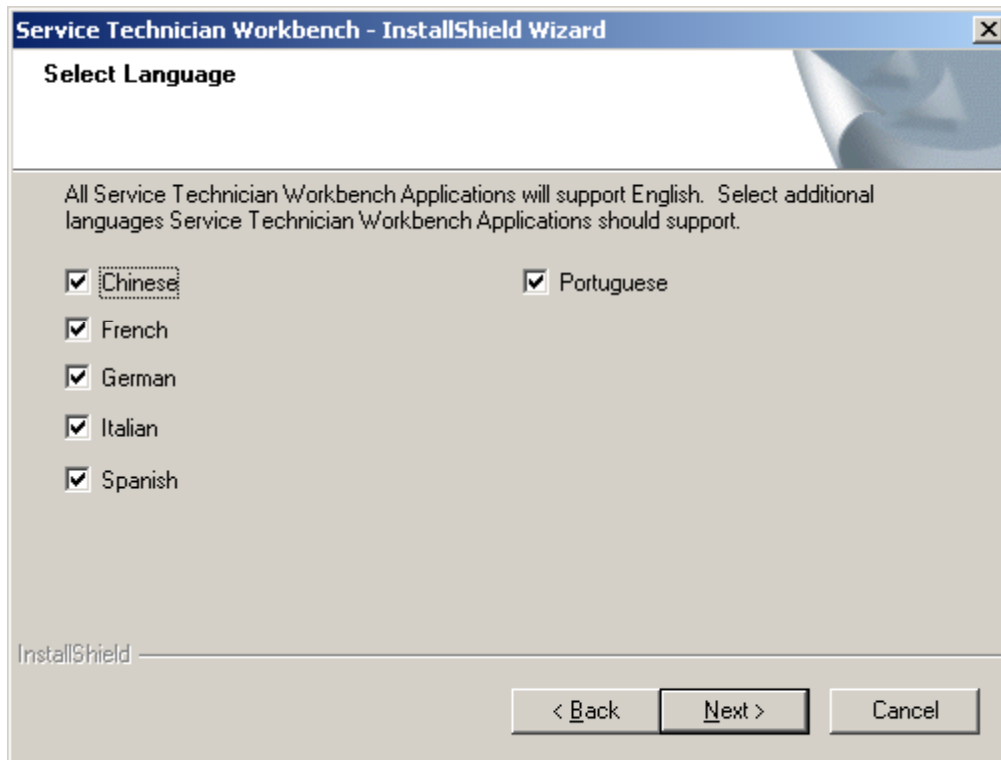 Service Technician Workbench - InstallShield Wizard
Select Language
All Service Technician Workbench Applications will support English.  Select additional
languages Service Technician Workbench Applications should support.
Chinese
Portuguese
French
German
Italian
Spanish
InstallShield
< Back
Next >
Cancel